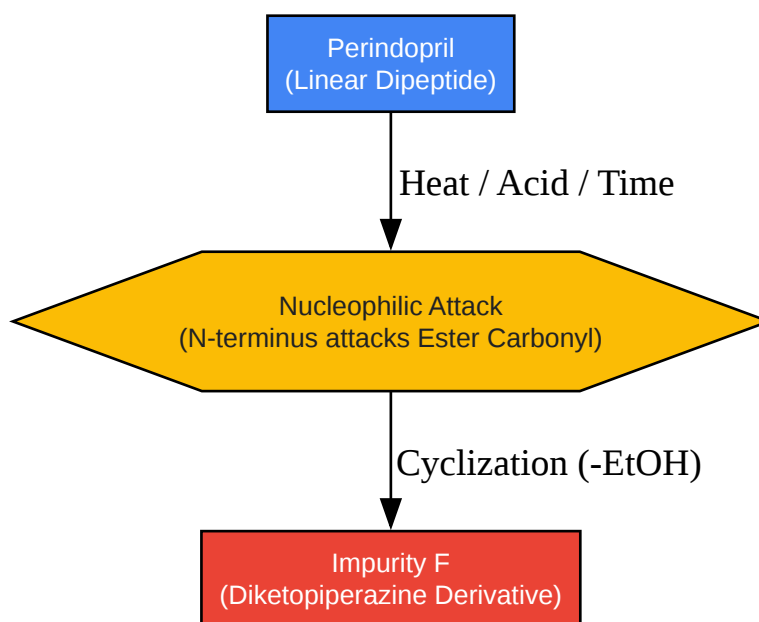 Perindopril
(Linear Dipeptide)
Heat / Acid / Time
Nucleophilic Attack
(N-terminus attacks Ester Carbonyl)
Cyclization (-EtOH)
Impurity F
(Diketopiperazine Derivative)